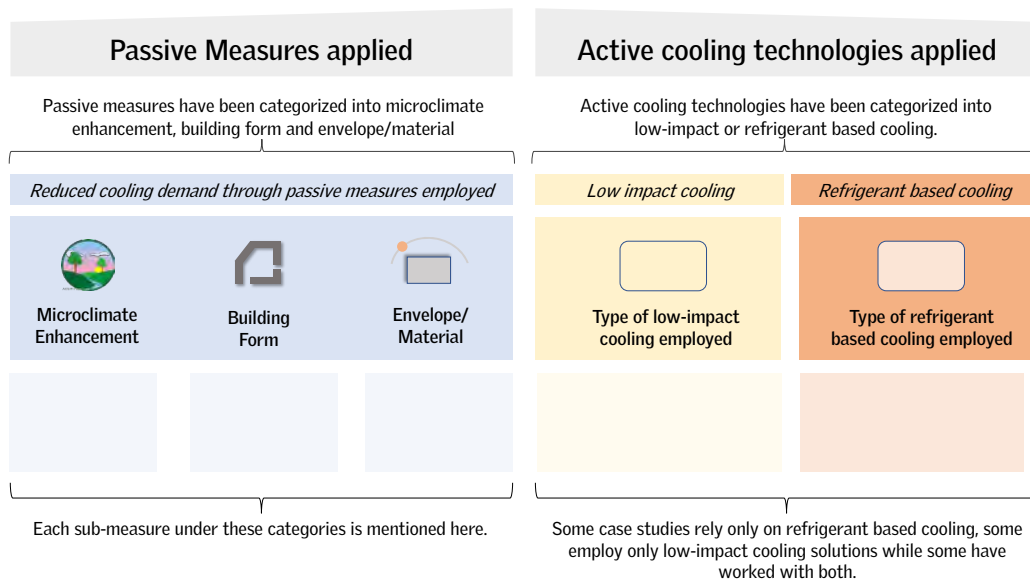 Passive Measures applied
Active cooling technologies applied
Passive measures have been categorized into microclimate
enhancement, building form and envelope/material
Active cooling technologies have been categorized into
low-impact or refrigerant based cooling.
Reduced cooling demand through passive measures employed
Low impact cooling
Refrigerant based cooling
Microclimate
Enhancement
Building
Form
Envelope/
Material
Type of low-impact
cooling employed
Type of refrigerant
based cooling employed
Each sub-measure under these categories is mentioned here.
Some case studies rely only on refrigerant based cooling, some
employ only low-impact cooling solutions while some have
worked with both.